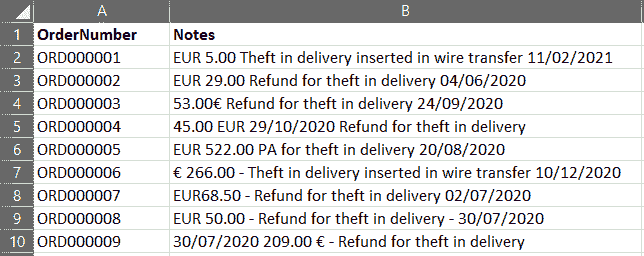 A B
1 OrderNumber Notes
2 ORD000001 EUR 5.00 Theft in delivery inserted in wire transfer 11/02/2021
3 ORD000002 EUR 29.00 Refund for theft in delivery 04/06/2020
4 ORD000003 53.00€ Refund for theft in delivery 24/09/2020
5 ORD000004 45.00 EUR 29/10/2020 Refund for theft in delivery
6 ORD000005 EUR 522.00 PA for theft in delivery 20/08/2020
7 ORD000006 € 266.00 - Theft in delivery inserted in wire transfer 10/12/2020
8 ORD000007 EUR68.50 - Refund for theft in delivery 02/07/2020
9 ORD000008 EUR 50.00 - Refund for theft in delivery - 30/07/2020
10 ORD000009 30/07/2020 209.00 € - Refund for theft in delivery